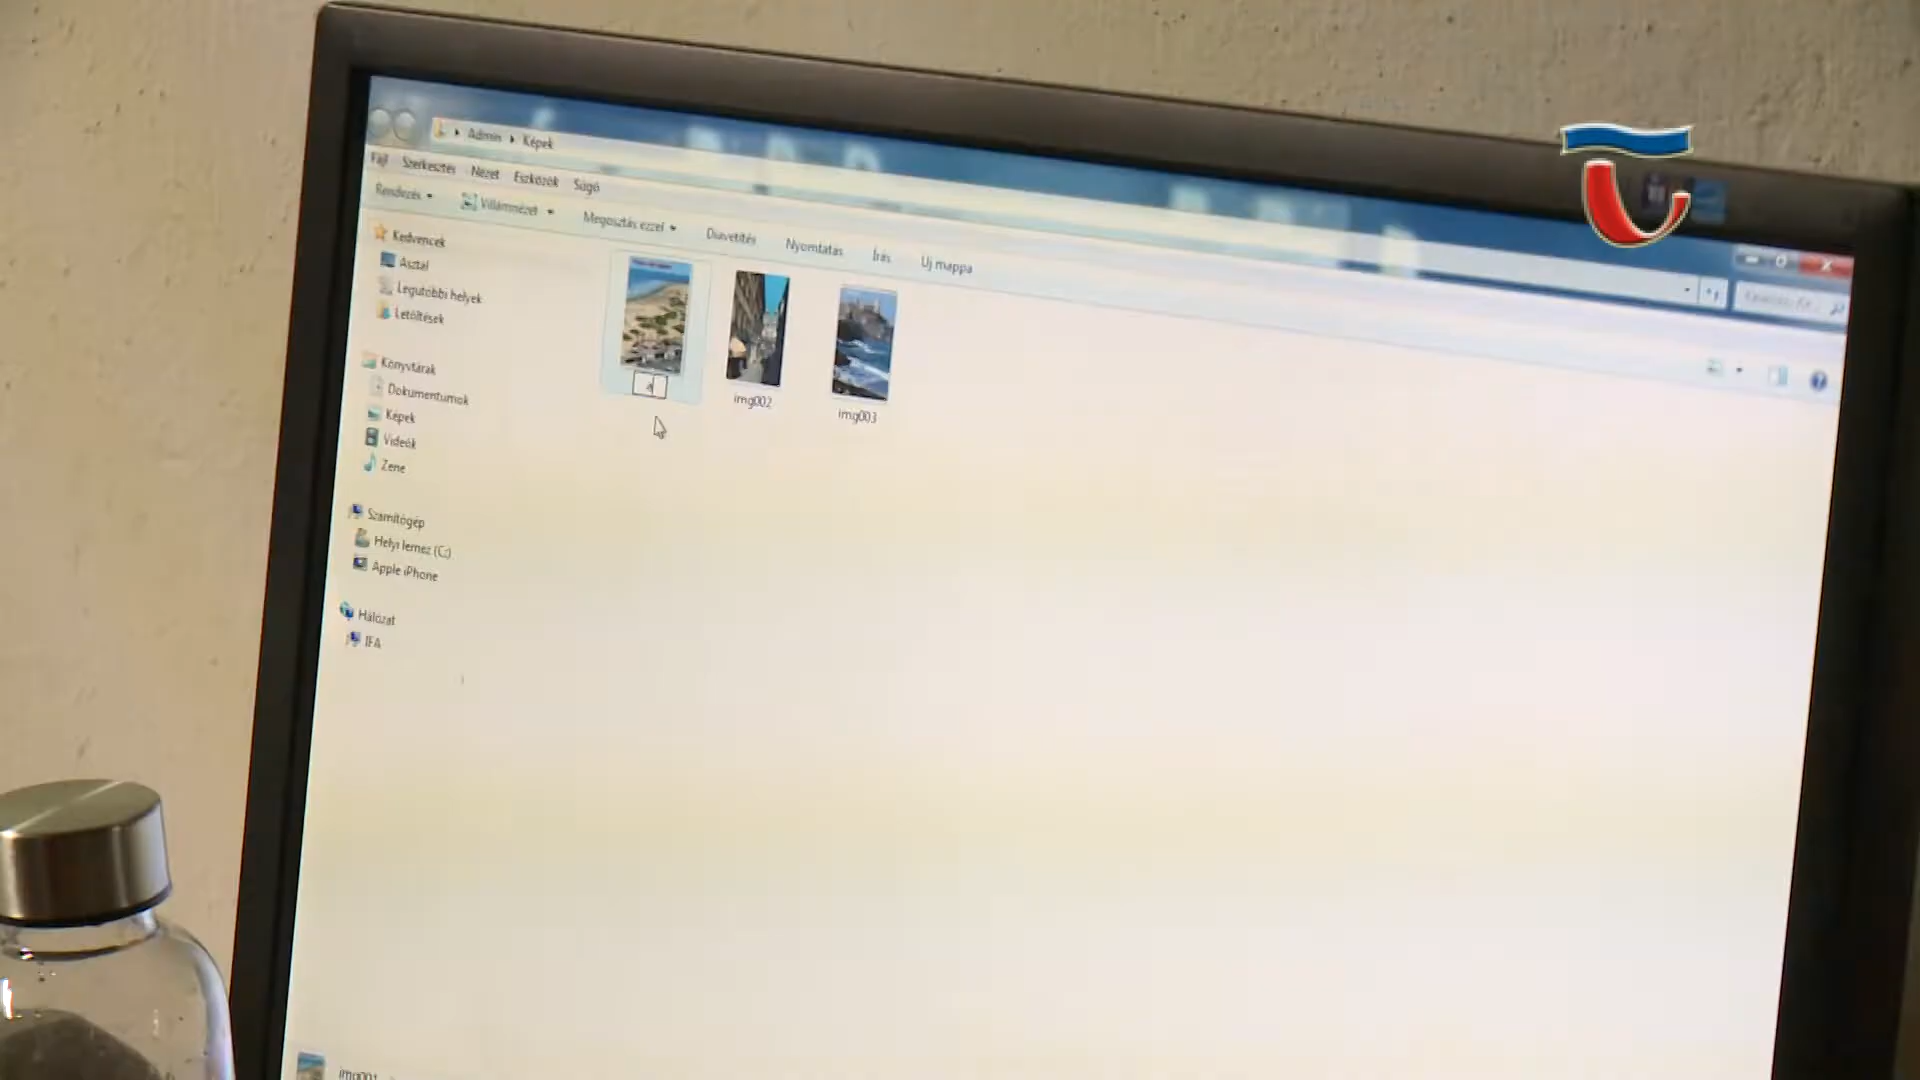 Admin Képek
Fájl Szerkesztés Nézet Eszközök Súgó
Rendezés Villámnézet Megosztás ezzel Diavetítés Nyomtatás Írás Új mappa
Kedvencek
Asztal
Legutóbbi helyek
Letöltések
Könyvtárak
Dokumentumok
Képek
Videók
Zene
Számítógép
Helyi lemez (C:)
Apple iPhone
Hálózat
IFA
img002
img003
img001